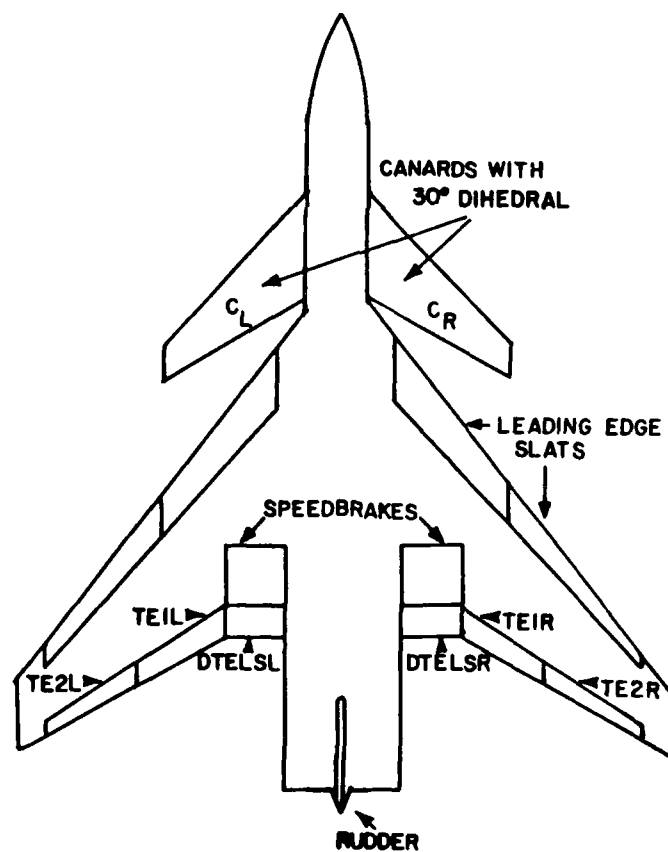 CANARDS WITH
30° DIHEDRAL
CL
CR
LEADING EDGE
SLATS
SPEEDBRAKES
TE1L
TE1R
DTELSL
DTELSR
TE2L
TE2R
RUDDER